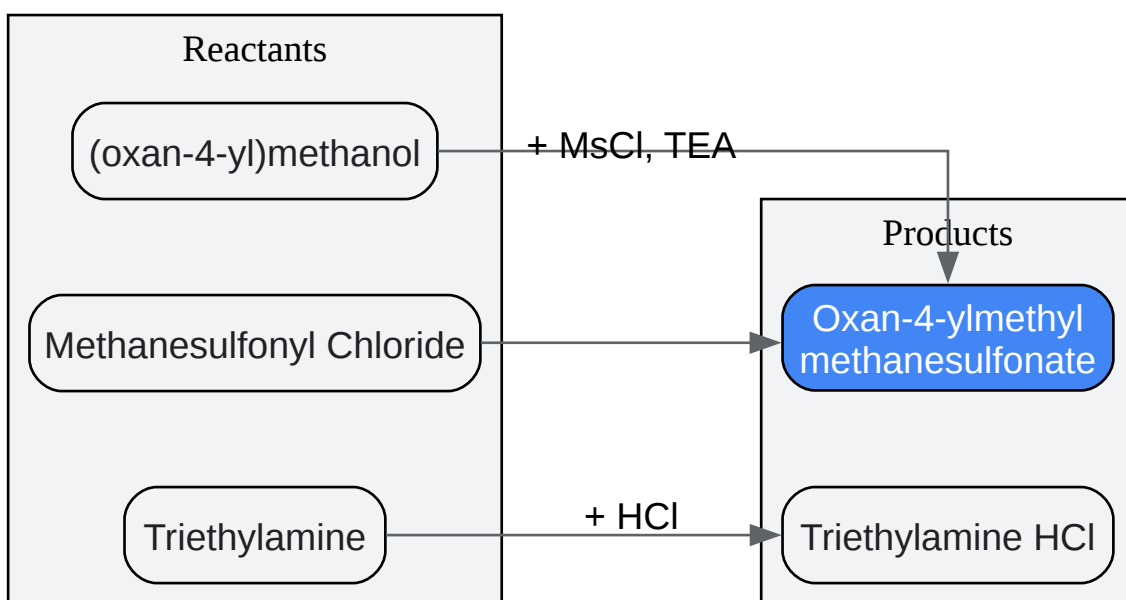 Reactants
(oxan-4-yl)methanol
+ MsCl, TEA
Products
Methanesulfonyl Chloride
Oxan-4-ylmethyl
methanesulfonate
Triethylamine
+ HCl
Triethylamine HCl